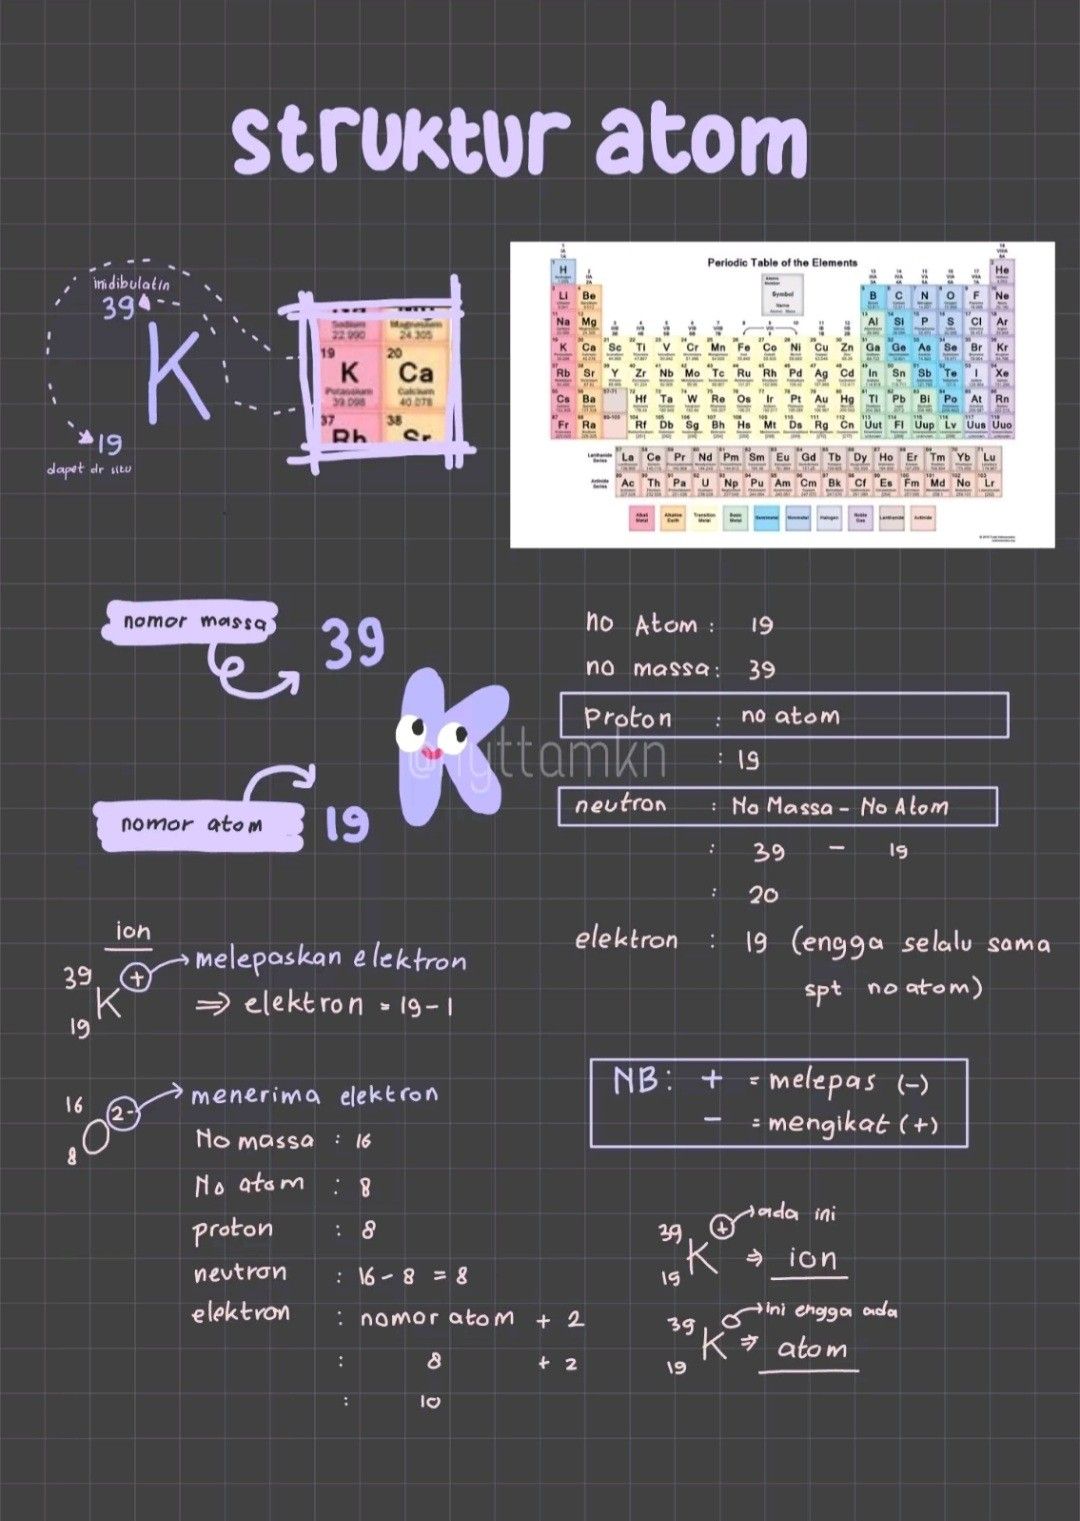 struktur atom
inidibulatin
39
K
19
dapet dr situ
Magnesium
24.305
Sodium
22.990
19
K
Potassium
39.098
20
Ca
Calcium
40.078
37
Rb
38
Sr
Periodic Table of the Elements
H He
Li Be B C N O F Ne
Na Mg Al Si P S Cl Ar
K Ca Sc Ti V Cr Mn Fe Co Ni Cu Zn Ga Ge As Se Br Kr
Rb Sr Y Zr Nb Mo Tc Ru Rh Pd Ag Cd In Sn Sb Te I Xe
Cs Ba Hf Ta W Re Os Ir Pt Au Hg Tl Pb Bi Po At Rn
Fr Ra Rf Db Sg Bh Hs Mt Ds Rg Cn Uut Fl Uup Lv Uus Uuo
La Ce Pr Nd Pm Sm Eu Gd Tb Dy Ho Er Tm Yb Lu
Ac Th Pa U Np Pu Am Cm Bk Cf Es Fm Md No Lr
nomor massa
39
K
nomor atom
19
no Atom : 19
no massa : 39
Proton : no atom
: 19
neutron : No Massa - No Atom
: 39 - 19
: 20
elektron : 19 (engga selalu sama
spt no atom)
ion
39 K + → melepaskan elektron
19
⇒ elektron = 19-1
16 O 2- → menerima elektron
8
No massa : 16
No atom : 8
proton : 8
neutron : 16 - 8 = 8
elektron : nomor atom + 2
: 8 + 2
: 10
NB : + = melepas (-)
- = mengikat (+)
39 K + → ada ini
19 ⇒ ion
39 K → ini engga ada
19 ⇒ atom